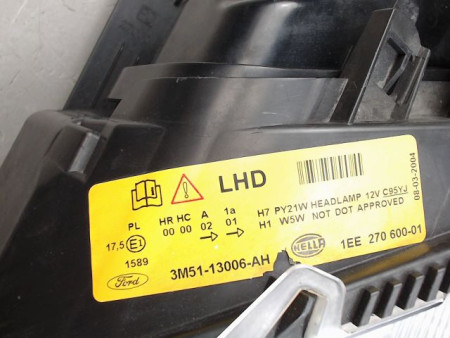 LHD
PL HR HC A 1a H7 PY21W HEADLAMP 12V C95YJ
17,5 E1 00 00 02 01 H1 W5W NOT DOT APPROVED
1589
08-03-2004
Ford 3M51-13006-AH HELLA 1EE 270 600-01